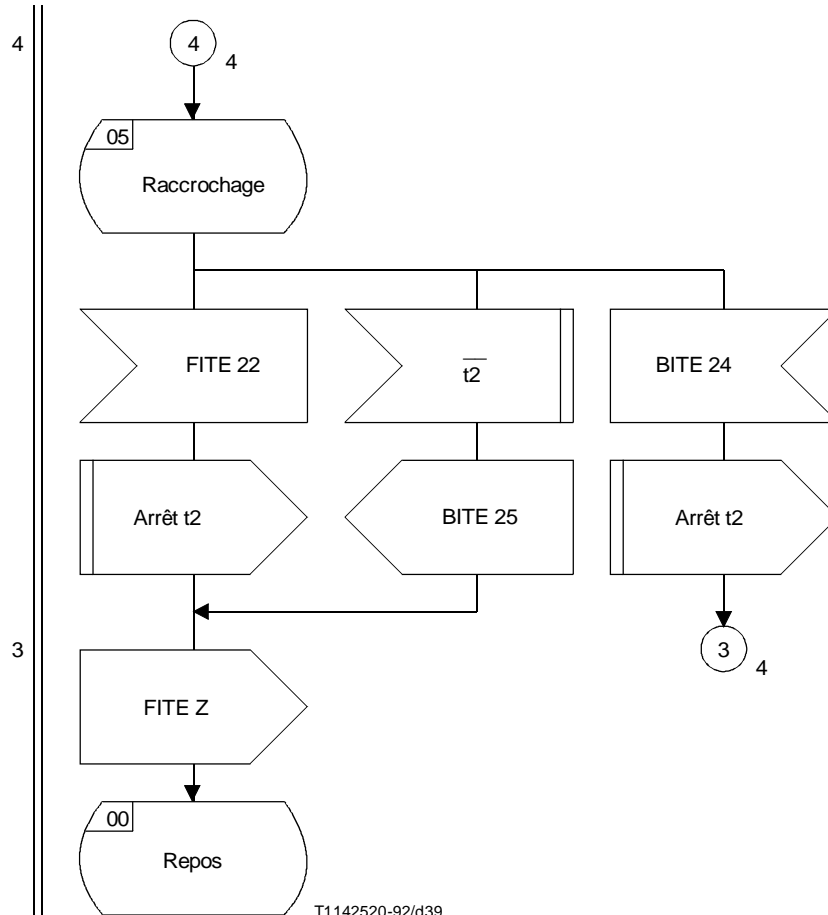 4
4
4
05
Raccrochage
FITE 22
t2
BITE 24
Arrêt t2
BITE 25
Arrêt t2
3
3
4
FITE Z
00
Repos
T1142520-92/d39